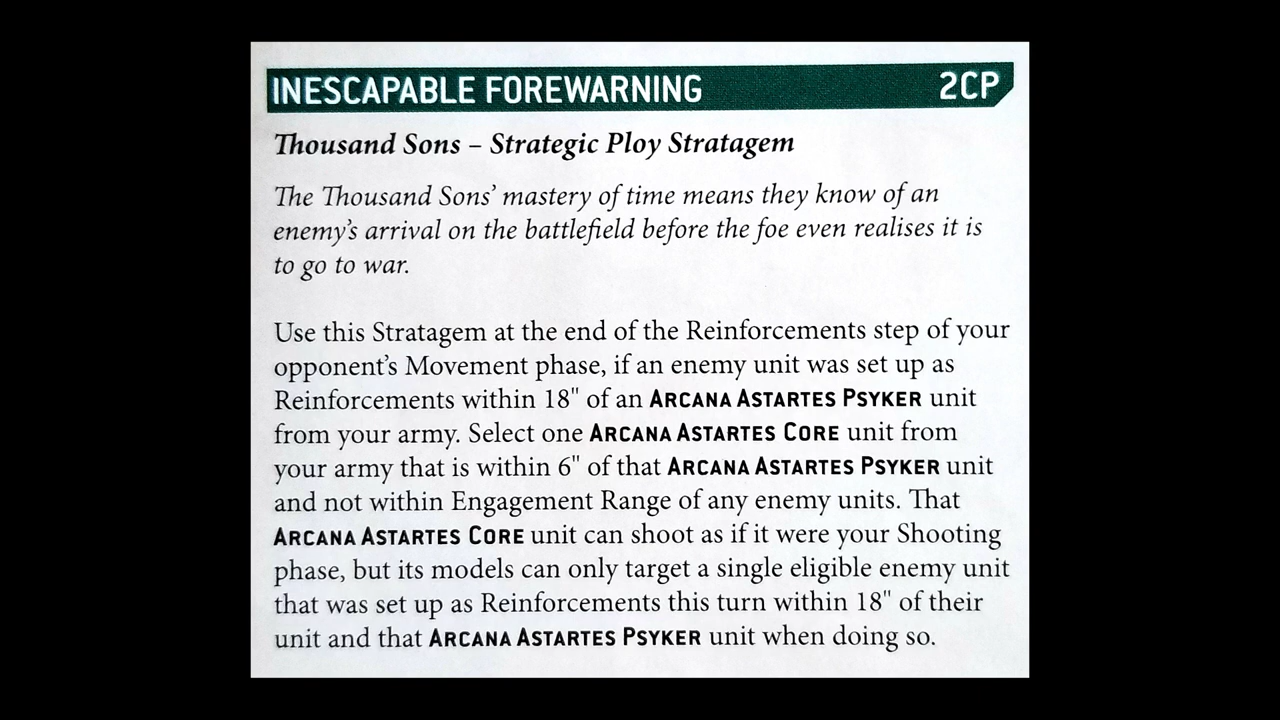 INESCAPABLE FOREWARNING 2CP
Thousand Sons – Strategic Ploy Stratagem
The Thousand Sons’ mastery of time means they know of an
enemy’s arrival on the battlefield before the foe even realises it is
to go to war.
Use this Stratagem at the end of the Reinforcements step of your
opponent’s Movement phase, if an enemy unit was set up as
Reinforcements within 18" of an ARCANA ASTARTES PSYKER unit
from your army. Select one ARCANA ASTARTES CORE unit from
your army that is within 6" of that ARCANA ASTARTES PSYKER unit
and not within Engagement Range of any enemy units. That
ARCANA ASTARTES CORE unit can shoot as if it were your Shooting
phase, but its models can only target a single eligible enemy unit
that was set up as Reinforcements this turn within 18" of their
unit and that ARCANA ASTARTES PSYKER unit when doing so.